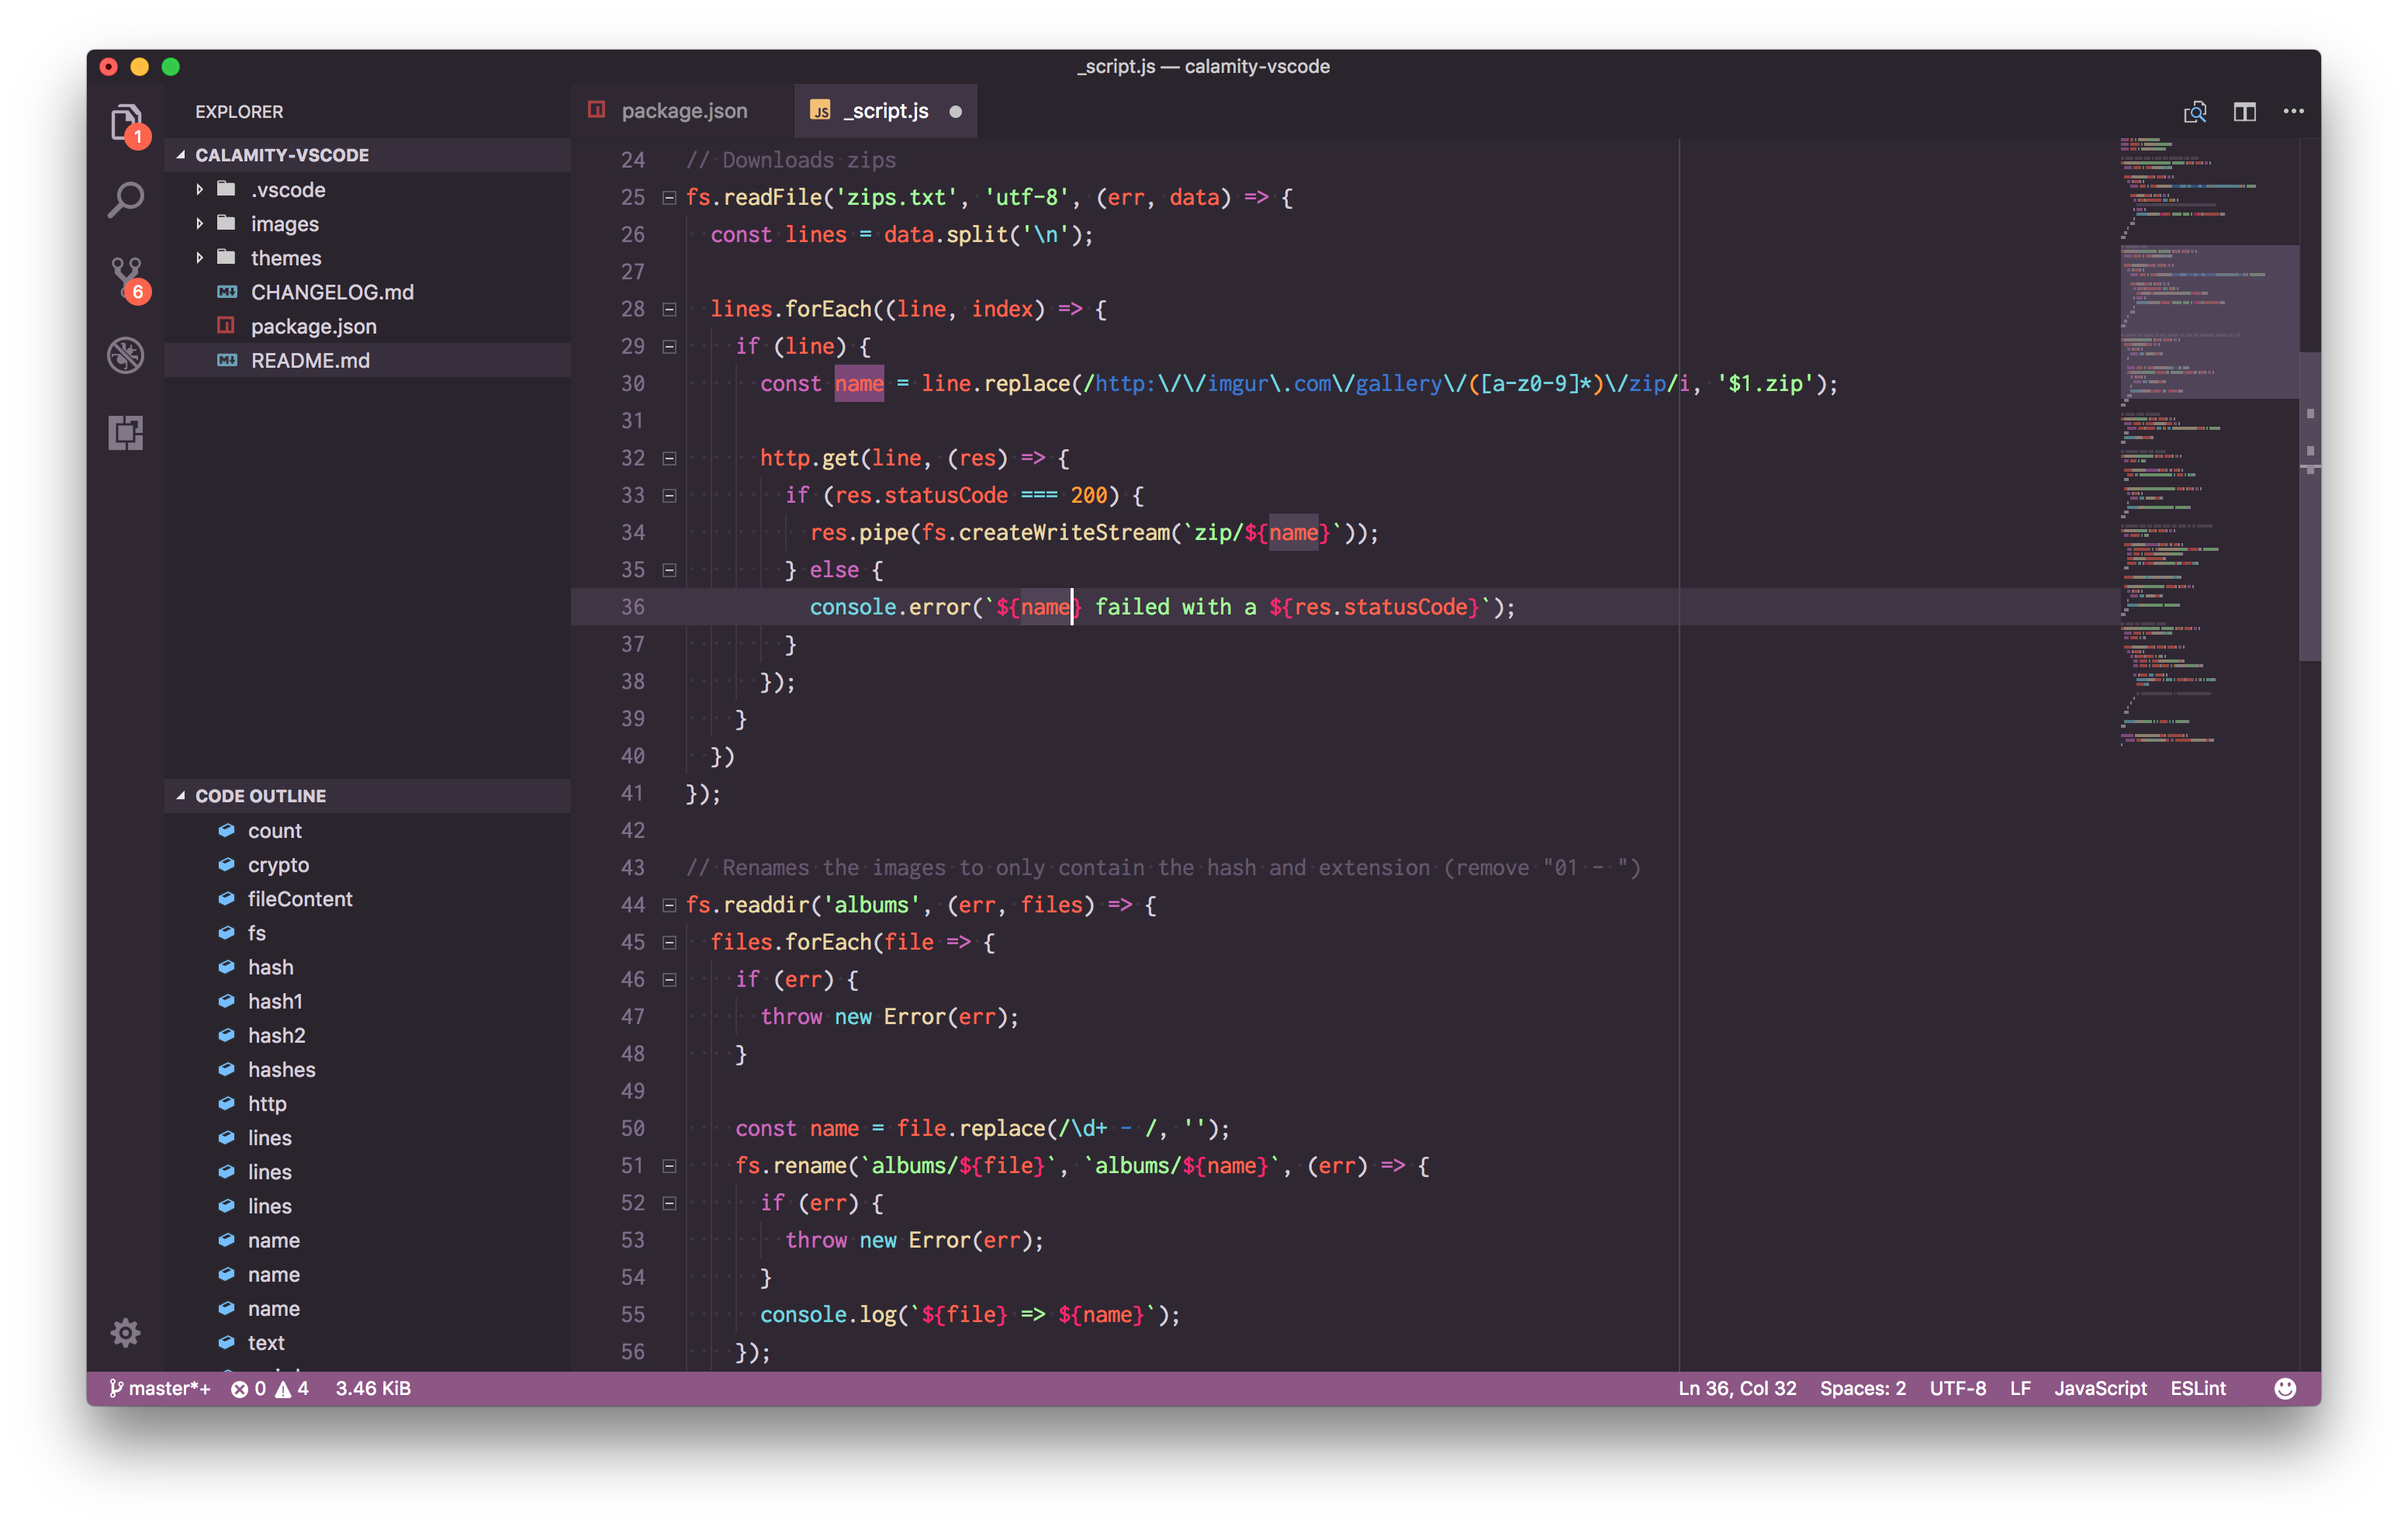 _script.js — calamity-vscode
1
6
EXPLORER
CALAMITY-VSCODE
.vscode
images
themes
CHANGELOG.md
package.json
README.md
CODE OUTLINE
count
crypto
fileContent
fs
hash
hash1
hash2
hashes
http
lines
lines
lines
name
name
name
text
package.json
JS _script.js
24 // Downloads zips
25 fs.readFile('zips.txt', 'utf-8', (err, data) => {
26 const lines = data.split('\n');
27
28 lines.forEach((line, index) => {
29 if (line) {
30 const name = line.replace(/http:\/\/imgur\.com\/gallery\/([a-z0-9]*)\/zip/i, '$1.zip');
31
32 http.get(line, (res) => {
33 if (res.statusCode === 200) {
34 res.pipe(fs.createWriteStream(`zip/${name}`));
35 } else {
36 console.error(`${name} failed with a ${res.statusCode}`);
37 }
38 });
39 }
40 })
41 });
42
43 // Renames the images to only contain the hash and extension (remove "01 - ")
44 fs.readdir('albums', (err, files) => {
45 files.forEach(file => {
46 if (err) {
47 throw new Error(err);
48 }
49
50 const name = file.replace(/\d+ - /, '');
51 fs.rename(`albums/${file}`, `albums/${name}`, (err) => {
52 if (err) {
53 throw new Error(err);
54 }
55 console.log(`${file} => ${name}`);
56 });
master*+ 0 4 3.46 KiB Ln 36, Col 32 Spaces: 2 UTF-8 LF JavaScript ESLint